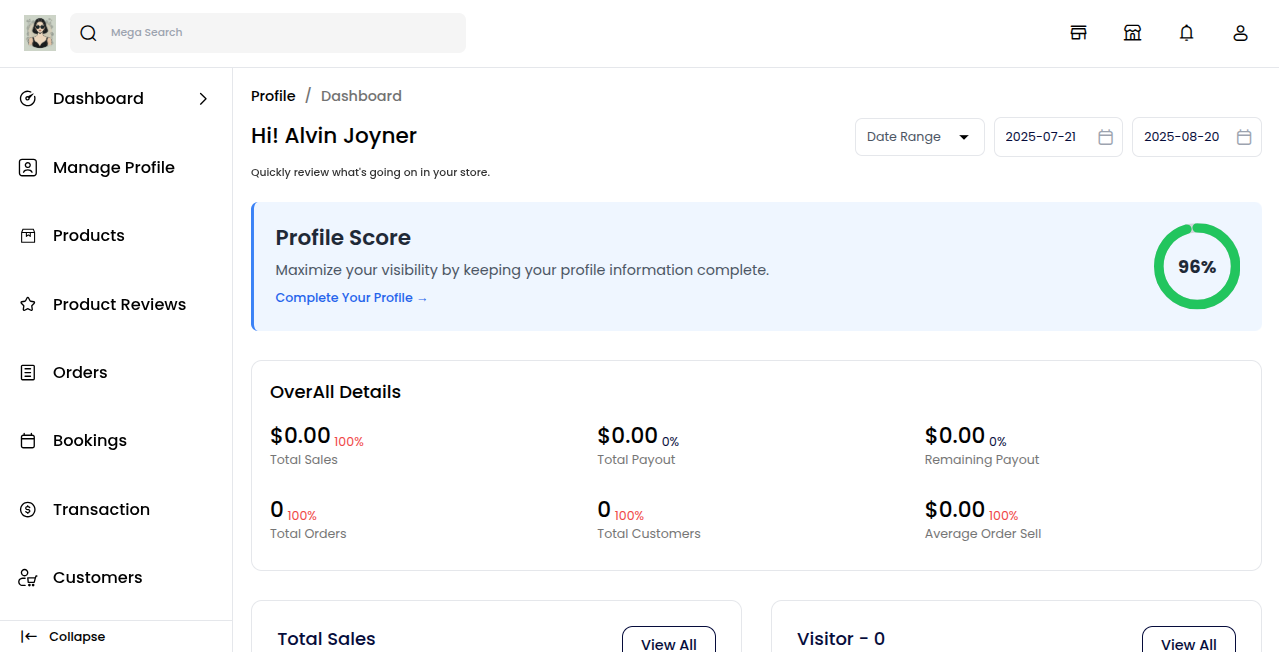 Mega Search
Dashboard
Manage Profile
Products
Product Reviews
Orders
Bookings
Transaction
Customers
Collapse
Profile / Dashboard
Hi! Alvin Joyner
Date Range
2025-07-21
2025-08-20
Quickly review what's going on in your store.
Profile Score
Maximize your visibility by keeping your profile information complete.
Complete Your Profile →
96%
OverAll Details
$0.00 100%
Total Sales
$0.00 0%
Total Payout
$0.00 0%
Remaining Payout
0 100%
Total Orders
0 100%
Total Customers
$0.00 100%
Average Order Sell
Total Sales
View All
Visitor - 0
View All